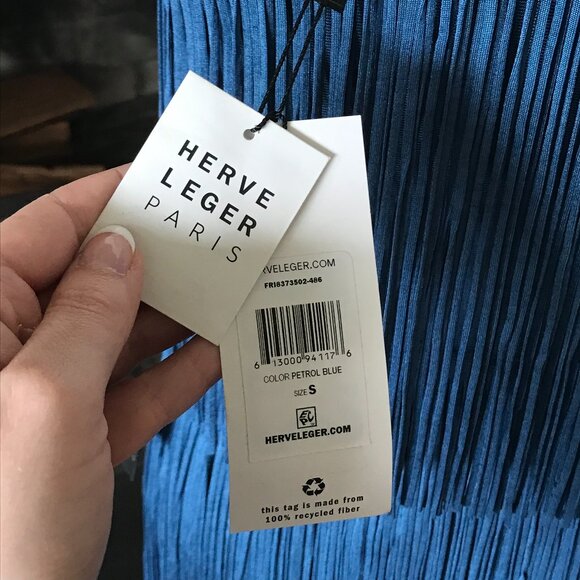 HERVE
LEGER
PARIS
RVELEGER.COM
FRI8373502-486
6 13000 94117 6
COLOR PETROL BLUE
SIZE S
HERVELEGER.COM
this tag is made from
100% recycled fiber